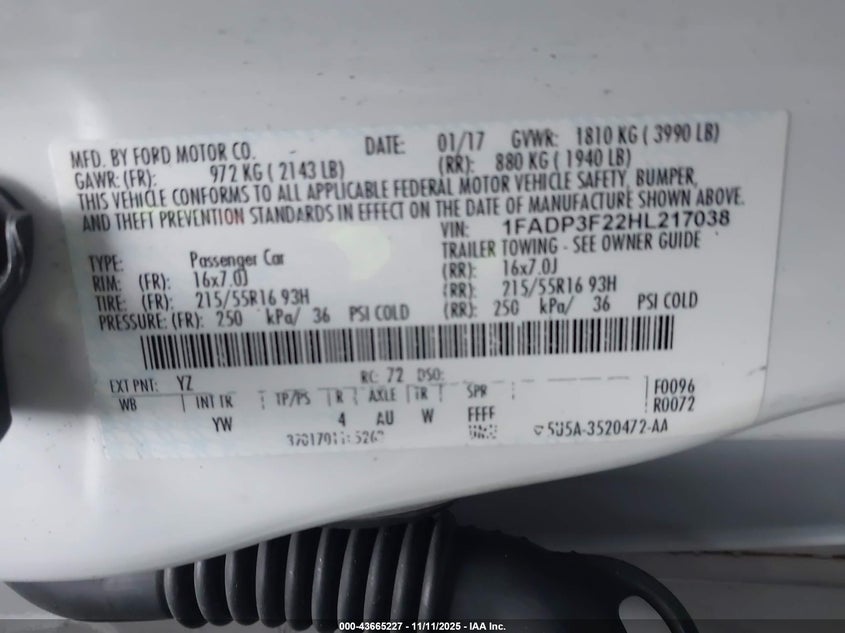 MFD. BY FORD MOTOR CO. DATE: 01/17 GVWR: 1810 KG ( 3990 LB)
GAWR: (FR): 972 KG ( 2143 LB) (RR): 880 KG ( 1940 LB)
THIS VEHICLE CONFORMS TO ALL APPLICABLE FEDERAL MOTOR VEHICLE SAFETY, BUMPER,
AND THEFT PREVENTION STANDARDS IN EFFECT ON THE DATE OF MANUFACTURE SHOWN ABOVE.
VIN: 1FADP3F22HL217038
TYPE: Passenger Car TRAILER TOWING - SEE OWNER GUIDE
RIM: (FR): 16x7.0J (RR): 16x7.0J
TIRE: (FR): 215/55R16 93H (RR): 215/55R16 93H
PRESSURE: (FR): 250 kPa/ 36 PSI COLD (RR): 250 kPa/ 36 PSI COLD
EXT PNT: YZ RC: 72 DSO: F0096
WB INT TR TP/PS R AXLE TR SPR R0072
YW 4 AU W FFFF
5U5A-3520472-AA
000-43665227 - 11/11/2025 - IAA Inc.